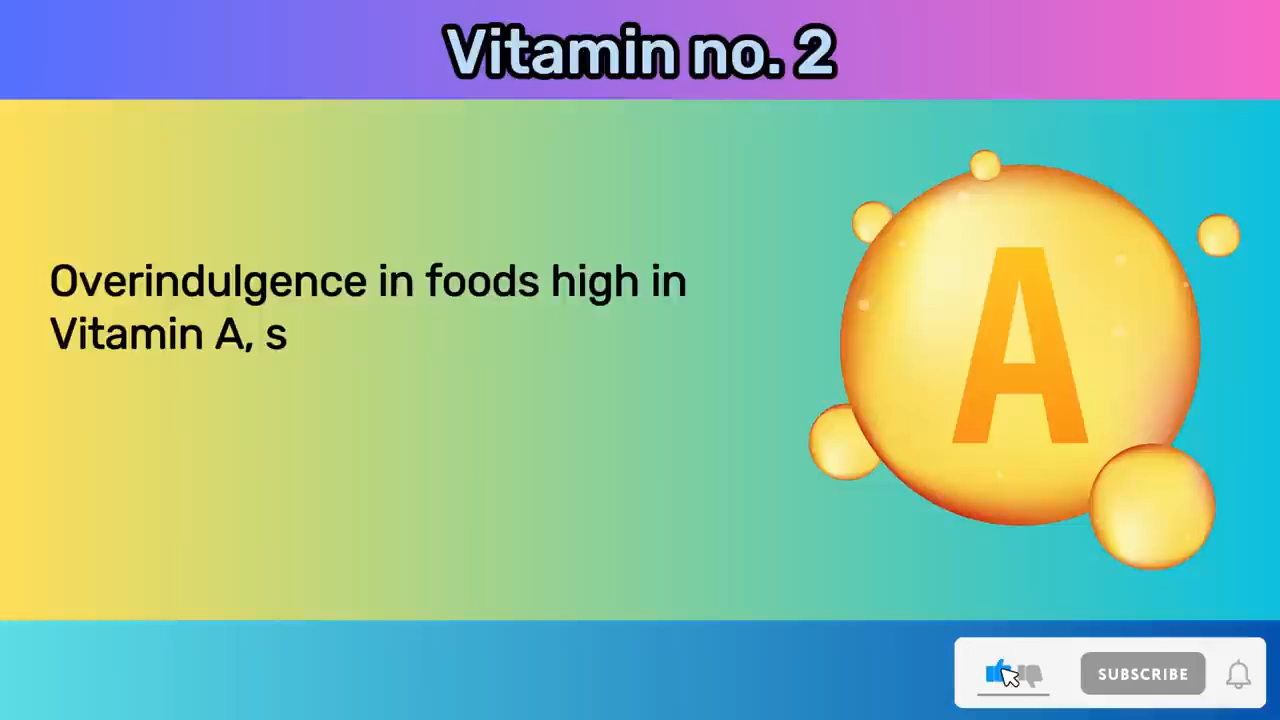 Vitamin no. 2
Overindulgence in foods high in
Vitamin A, s
A
SUBSCRIBE